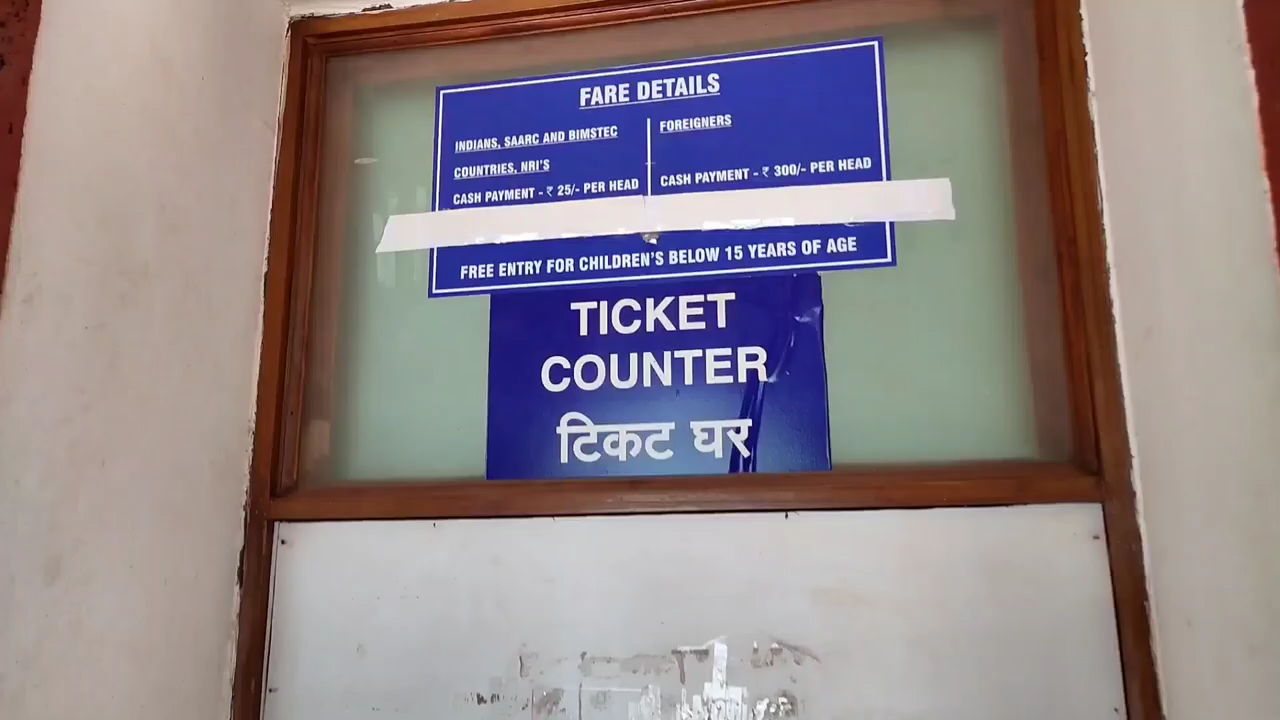 FARE DETAILS
INDIANS, SAARC AND BIMSTEC
COUNTRIES, NRI'S
CASH PAYMENT - ₹ 25/- PER HEAD
FOREIGNERS
CASH PAYMENT - ₹ 300/- PER HEAD
FREE ENTRY FOR CHILDREN'S BELOW 15 YEARS OF AGE
TICKET
COUNTER
टिकट घर